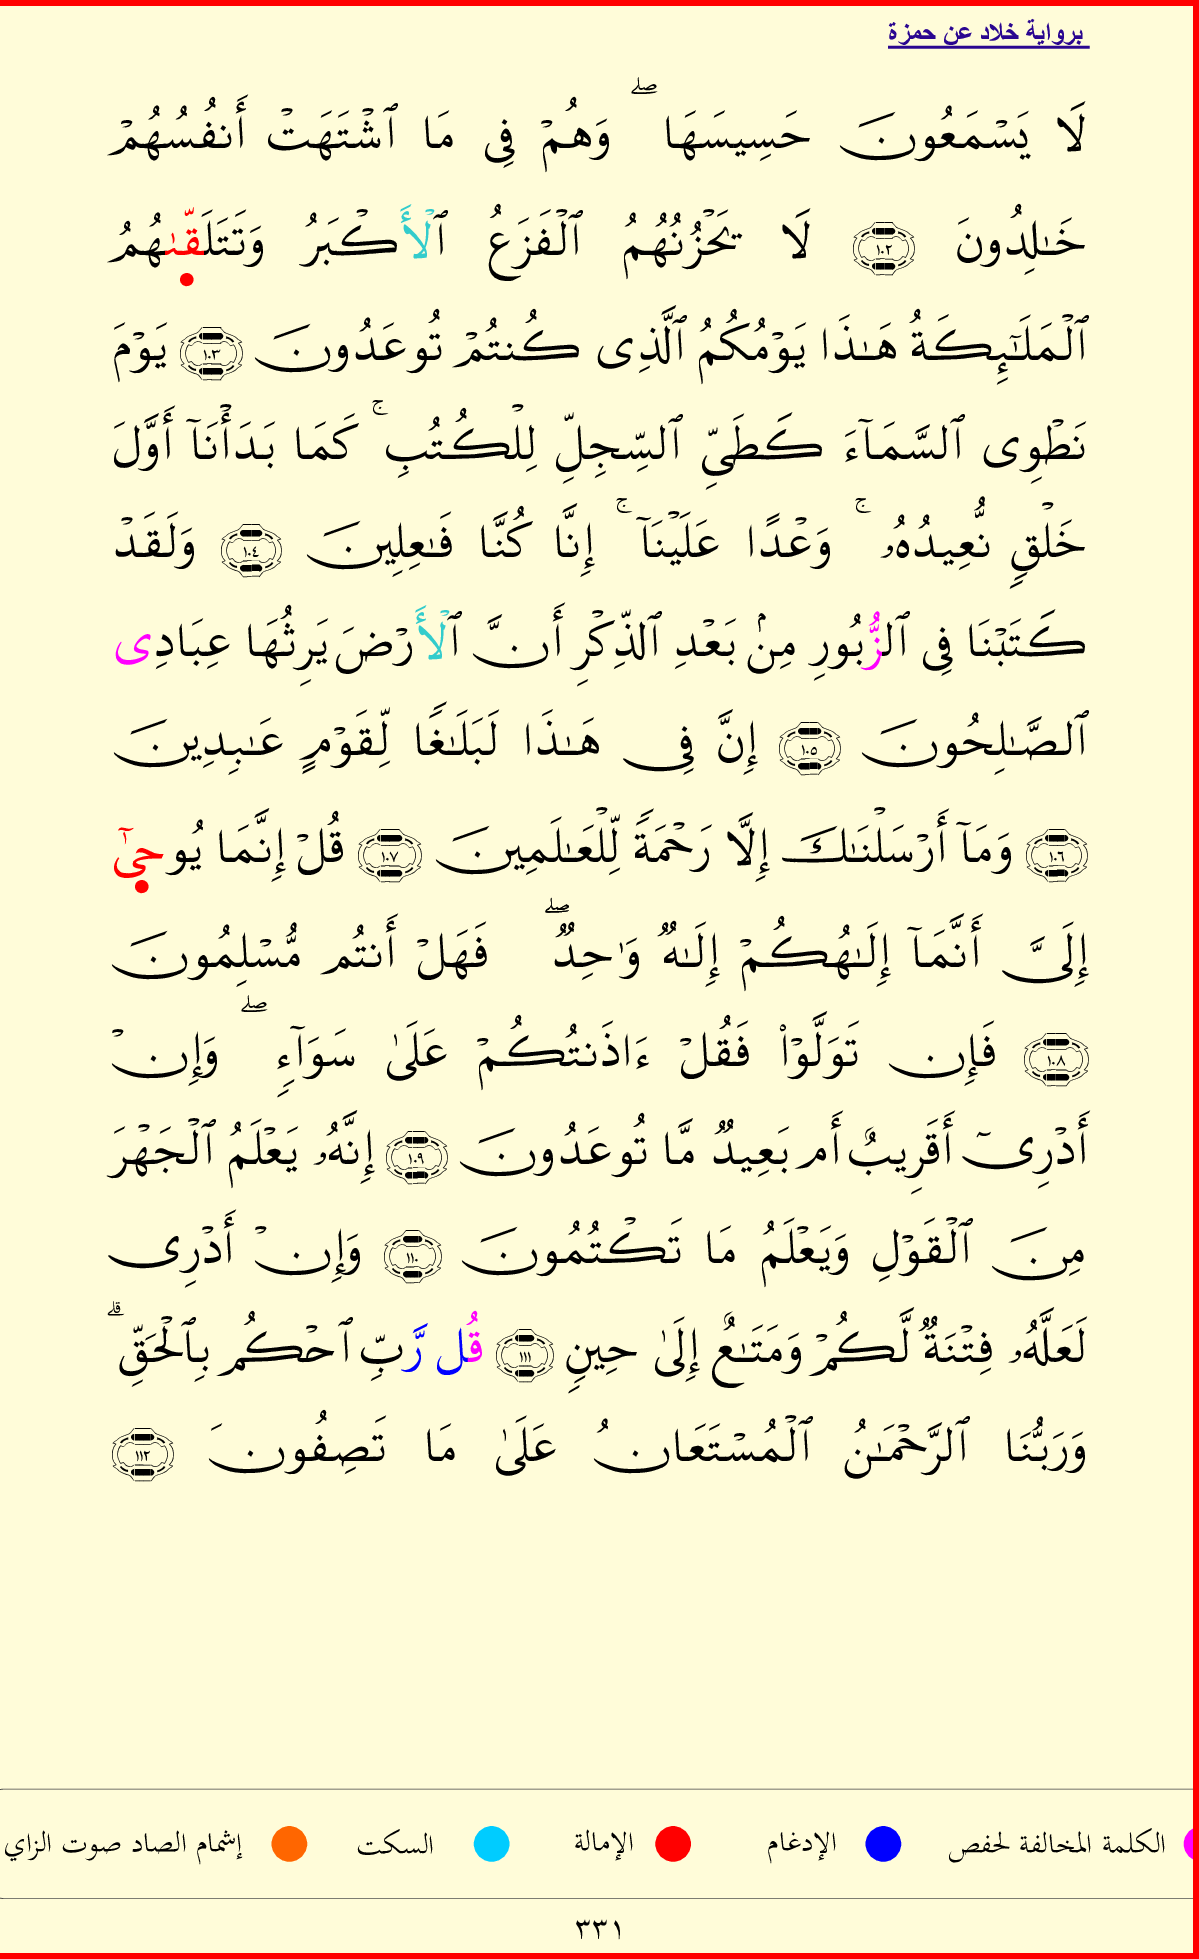 برواية خلاد عن حمزة
لَا يَسْمَعُونَ حَسِيسَهَا ۖ وَهُمْ فِى مَا ٱشْتَهَتْ أَنفُسُهُمْ
خَـٰلِدُونَ ١٠٢ لَا يَحْزُنُهُمُ ٱلْفَزَعُ ٱلْأَكْبَرُ وَتَتَلَقَّىٰهُمُ
ٱلْمَلَـٰٓئِكَةُ هَـٰذَا يَوْمُكُمُ ٱلَّذِى كُنتُمْ تُوعَدُونَ ١٠٣ يَوْمَ
نَطْوِى ٱلسَّمَآءَ كَطَىِّ ٱلسِّجِلِّ لِلْكُتُبِ ۚ كَمَا بَدَأْنَآ أَوَّلَ
خَلْقٍ نُّعِيدُهُۥ ۚ وَعْدًا عَلَيْنَآ ۚ إِنَّا كُنَّا فَـٰعِلِينَ ١٠٤ وَلَقَدْ
كَتَبْنَا فِى ٱلزُّبُورِ مِنۢ بَعْدِ ٱلذِّكْرِ أَنَّ ٱلْأَرْضَ يَرِثُهَا عِبَادِى
ٱلصَّـٰلِحُونَ ١٠٥ إِنَّ فِى هَـٰذَا لَبَلَـٰغًا لِّقَوْمٍ عَـٰبِدِينَ
١٠٦ وَمَآ أَرْسَلْنَـٰكَ إِلَّا رَحْمَةً لِّلْعَـٰلَمِينَ ١٠٧ قُلْ إِنَّمَا يُوحَىٰٓ
إِلَىَّ أَنَّمَآ إِلَـٰهُكُمْ إِلَـٰهٌ وَٰحِدٌ ۖ فَهَلْ أَنتُم مُّسْلِمُونَ
١٠٨ فَإِن تَوَلَّوْا۟ فَقُلْ ءَاذَنتُكُمْ عَلَىٰ سَوَآءٍ ۖ وَإِنْ
أَدْرِىٓ أَقَرِيبٌ أَم بَعِيدٌ مَّا تُوعَدُونَ ١٠٩ إِنَّهُۥ يَعْلَمُ ٱلْجَهْرَ
مِنَ ٱلْقَوْلِ وَيَعْلَمُ مَا تَكْتُمُونَ ١١٠ وَإِنْ أَدْرِى
لَعَلَّهُۥ فِتْنَةٌ لَّكُمْ وَمَتَـٰعٌ إِلَىٰ حِينٍ ١١١ قُل رَّبِّ ٱحْكُم بِٱلْحَقِّ ۗ
وَرَبُّنَا ٱلرَّحْمَـٰنُ ٱلْمُسْتَعَانُ عَلَىٰ مَا تَصِفُونَ ١١٢
الكلمة المخالفة لحفص الإدغام الإمالة السكت إشمام الصاد صوت الزاي
٣٣١